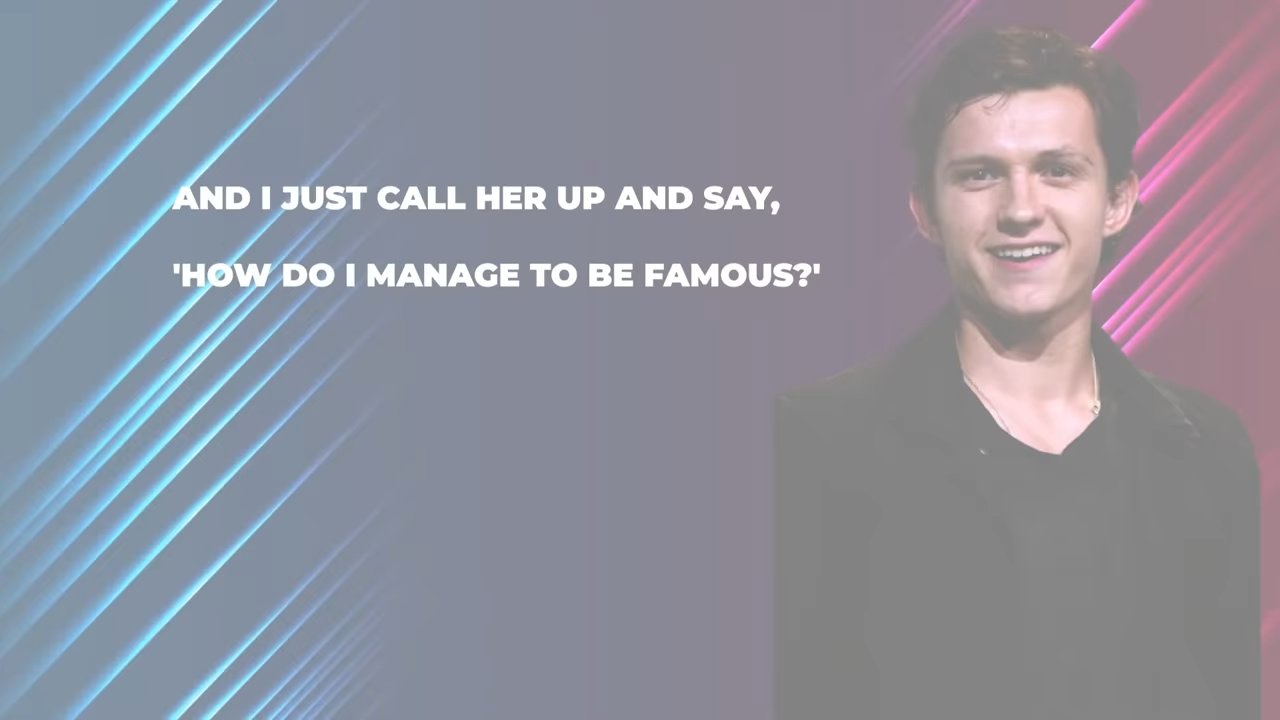 AND I JUST CALL HER UP AND SAY,
'HOW DO I MANAGE TO BE FAMOUS?'